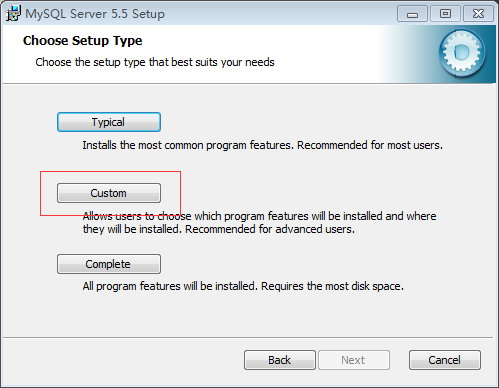 MySQL Server 5.5 Setup
Choose Setup Type
Choose the setup type that best suits your needs
Typical
Installs the most common program features. Recommended for most users.
Custom
Allows users to choose which program features will be installed and where
they will be installed. Recommended for advanced users.
Complete
All program features will be installed. Requires the most disk space.
Back Next Cancel